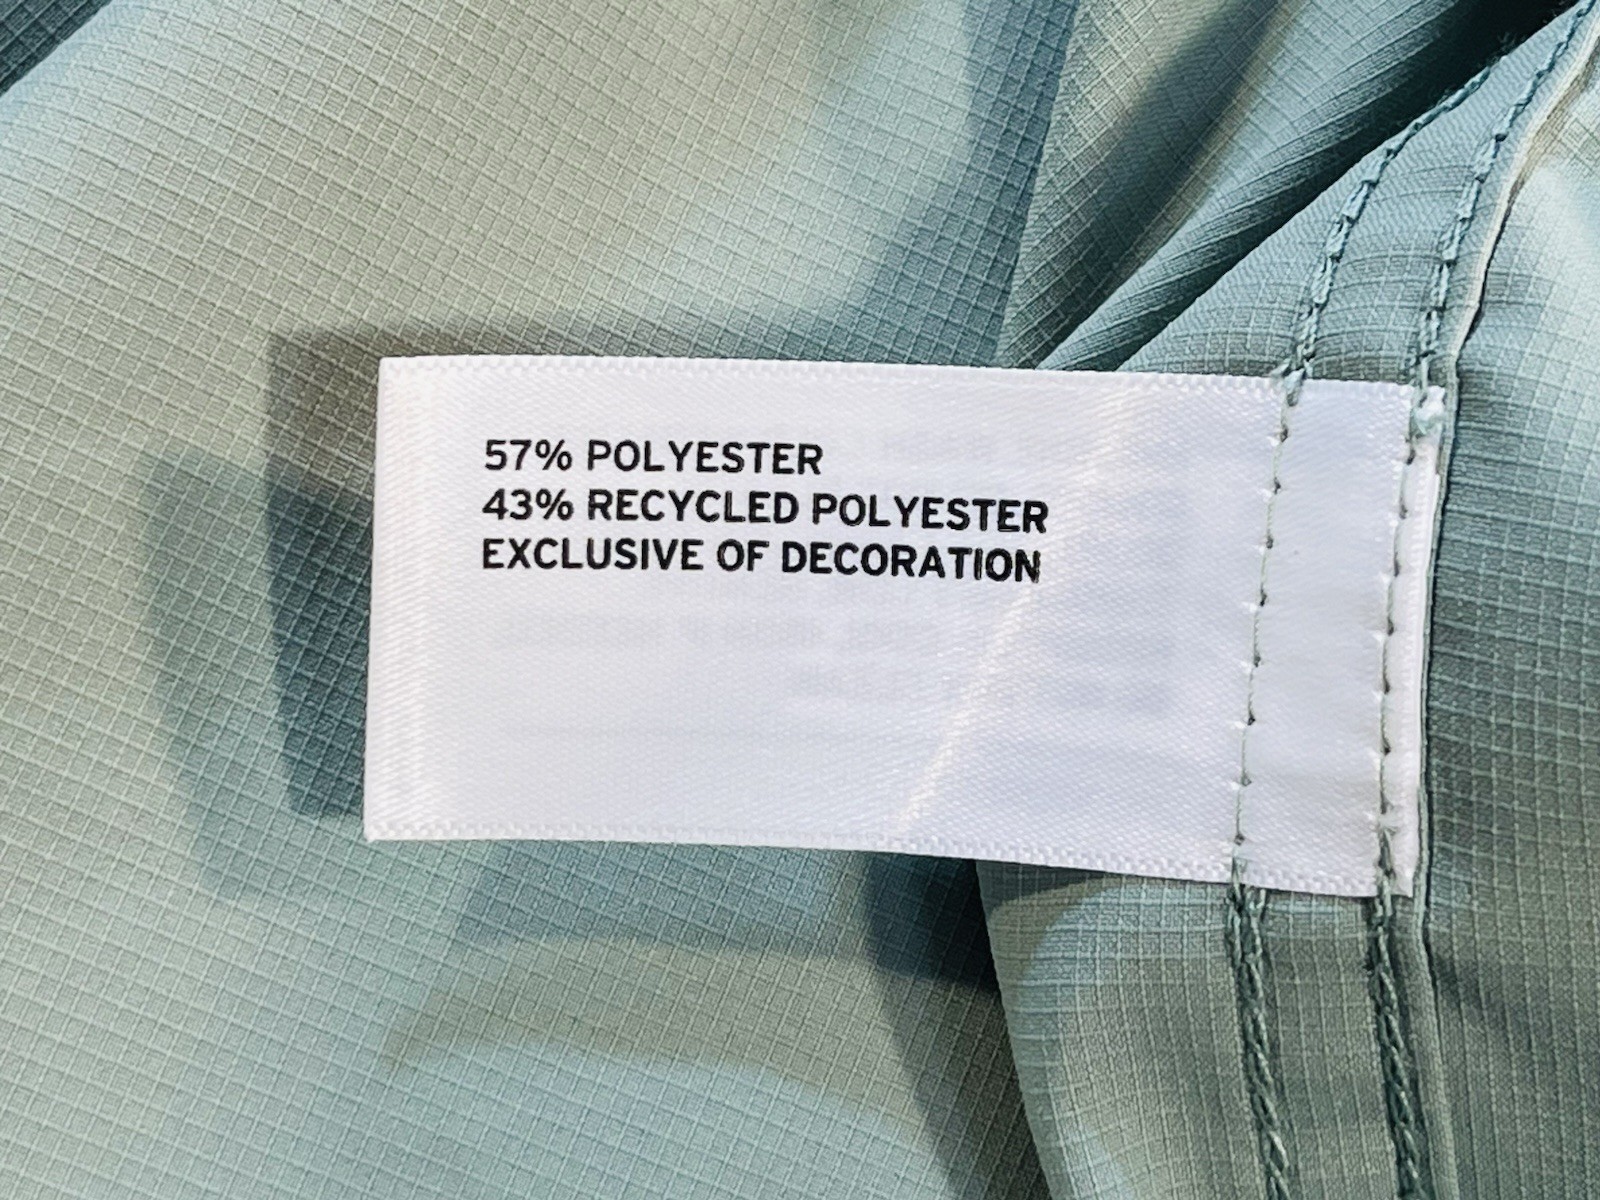 57% POLYESTER
43% RECYCLED POLYESTER
EXCLUSIVE OF DECORATION